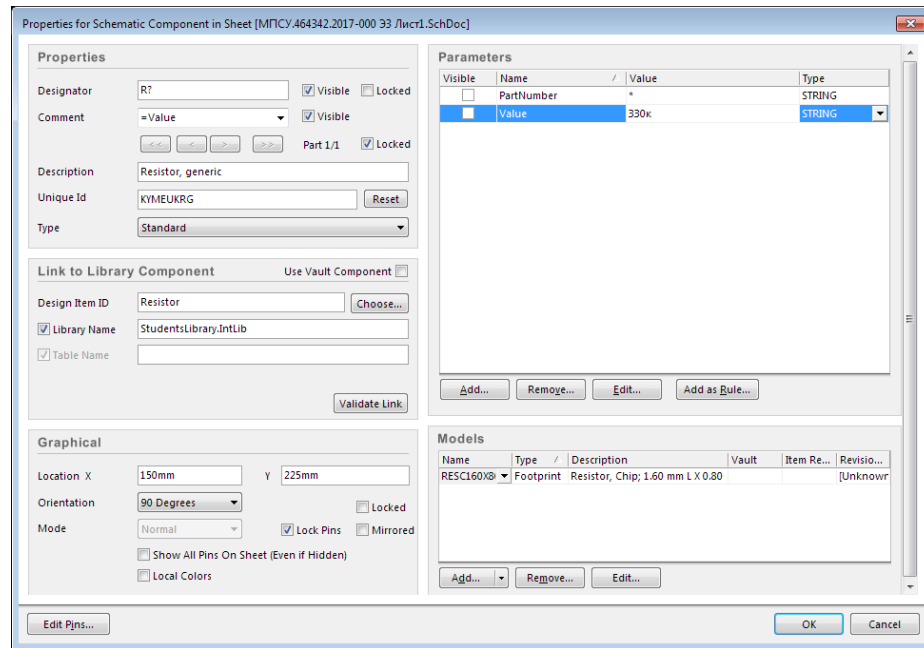 Properties for Schematic Component in Sheet [МПСУ.464342.2017-000 ЭЗ Лист1.SchDoc]
Properties
Designator R? Visible Locked
Comment =Value Visible
<< < > >> Part 1/1 Locked
Description Resistor, generic
Unique Id KYMEUKRG Reset
Type Standard
Link to Library Component Use Vault Component
Design Item ID Resistor Choose...
Library Name StudentsLibrary.IntLib
Table Name
Validate Link
Graphical
Location X 150mm Y 225mm
Orientation 90 Degrees Locked
Mode Normal Lock Pins Mirrored
Show All Pins On Sheet (Even if Hidden)
Local Colors
Parameters
Visible Name Value Type
PartNumber * STRING
Value 330к STRING
Add... Remove... Edit... Add as Rule...
Models
Name Type Description Vault Item Re... Revisio...
RESC160X8 Footprint Resistor, Chip; 1.60 mm L X 0.80 [Unknowr
Add... Remove... Edit...
Edit Pins... OK Cancel